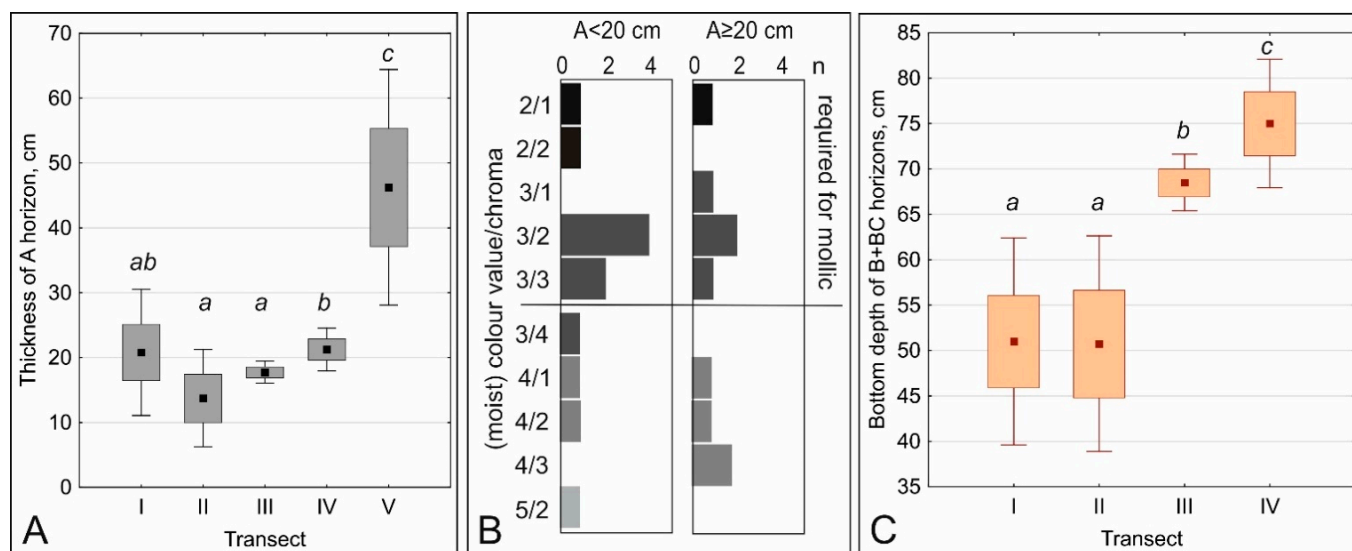 70
60
50
40
30
20
10
0
Thickness of A horizon, cm
ab
a
a
b
c
I II III IV V
Transect
A
A<20 cm A≥20 cm
0 2 4 0 2 4 n
2/1
2/2
3/1
3/2
3/3
3/4
4/1
4/2
4/3
5/2
(moist) colour value/chroma
required for mollic
B
85
80
75
70
65
60
55
50
45
40
35
Bottom depth of B+BC horizons, cm
a
a
b
c
I II III IV
Transect
C